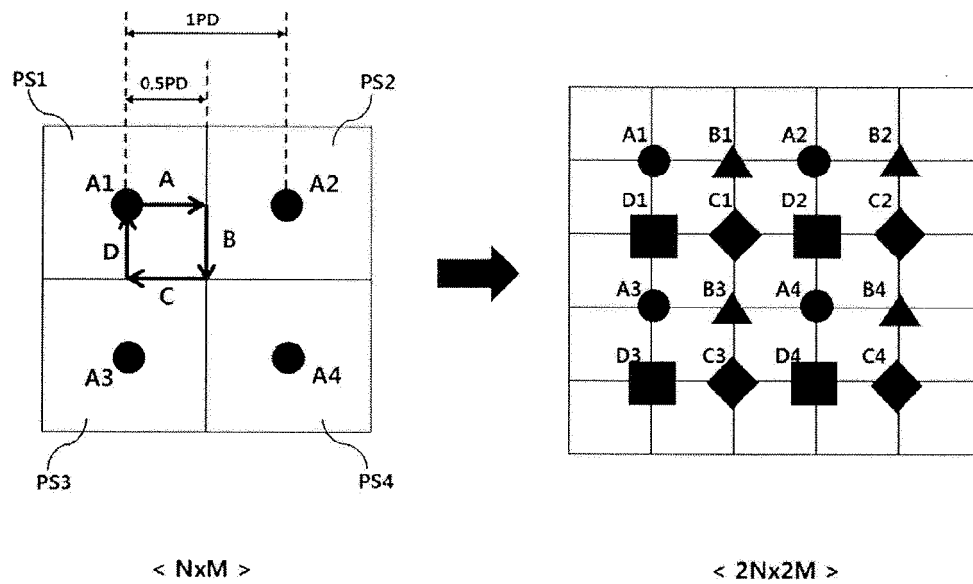 1PD
PS1
0.5PD
PS2
A1
A
A2
D
B
C
A3
A4
PS3
PS4
A1 B1 A2 B2
D1 C1 D2 C2
A3 B3 A4 B4
D3 C3 D4 C4
< NxM >
< 2Nx2M >